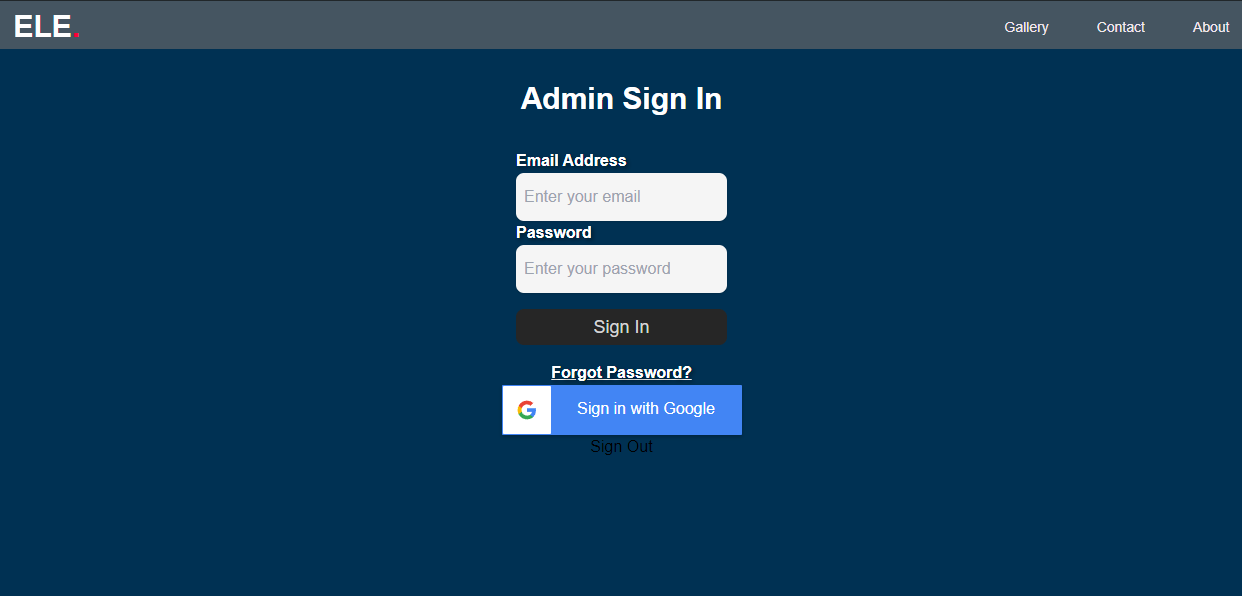 ELE.
Gallery Contact About
Admin Sign In
Email Address
Enter your email
Password
Enter your password
Sign In
Forgot Password?
Sign in with Google
Sign Out